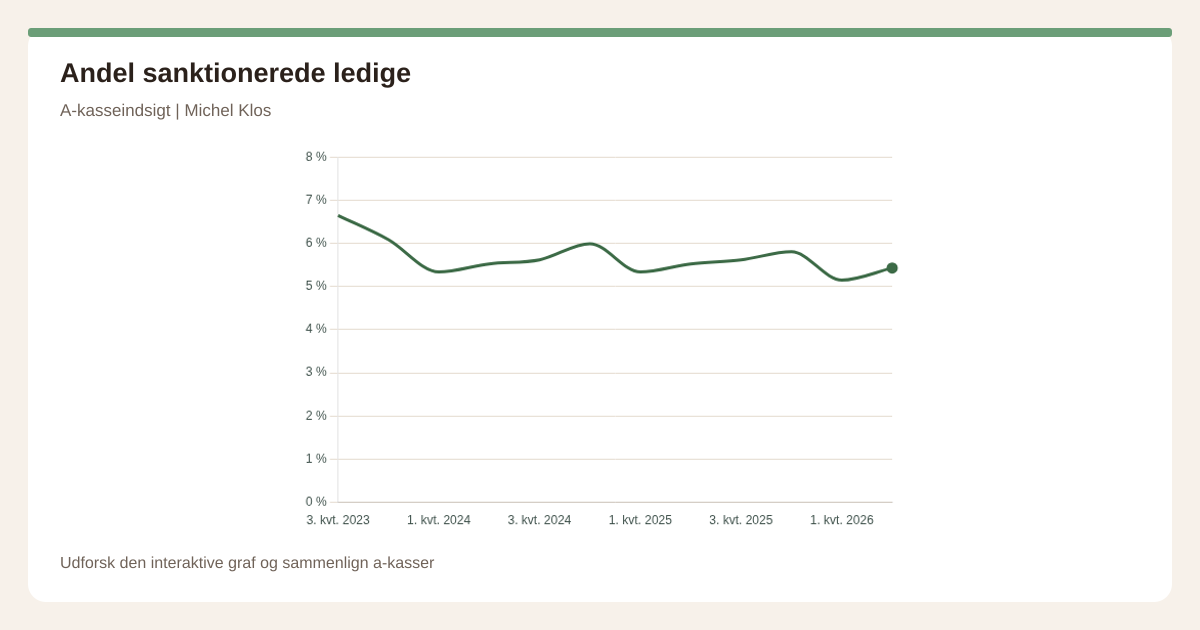 Andel sanktionerede ledige
A-kasseindsigt | Michel Klos
8 %
7 %
6 %
5 %
4 %
3 %
2 %
1 %
0 %
3. kvt. 2023 1. kvt. 2024 3. kvt. 2024 1. kvt. 2025 3. kvt. 2025 1. kvt. 2026
Udforsk den interaktive graf og sammenlign a-kasser